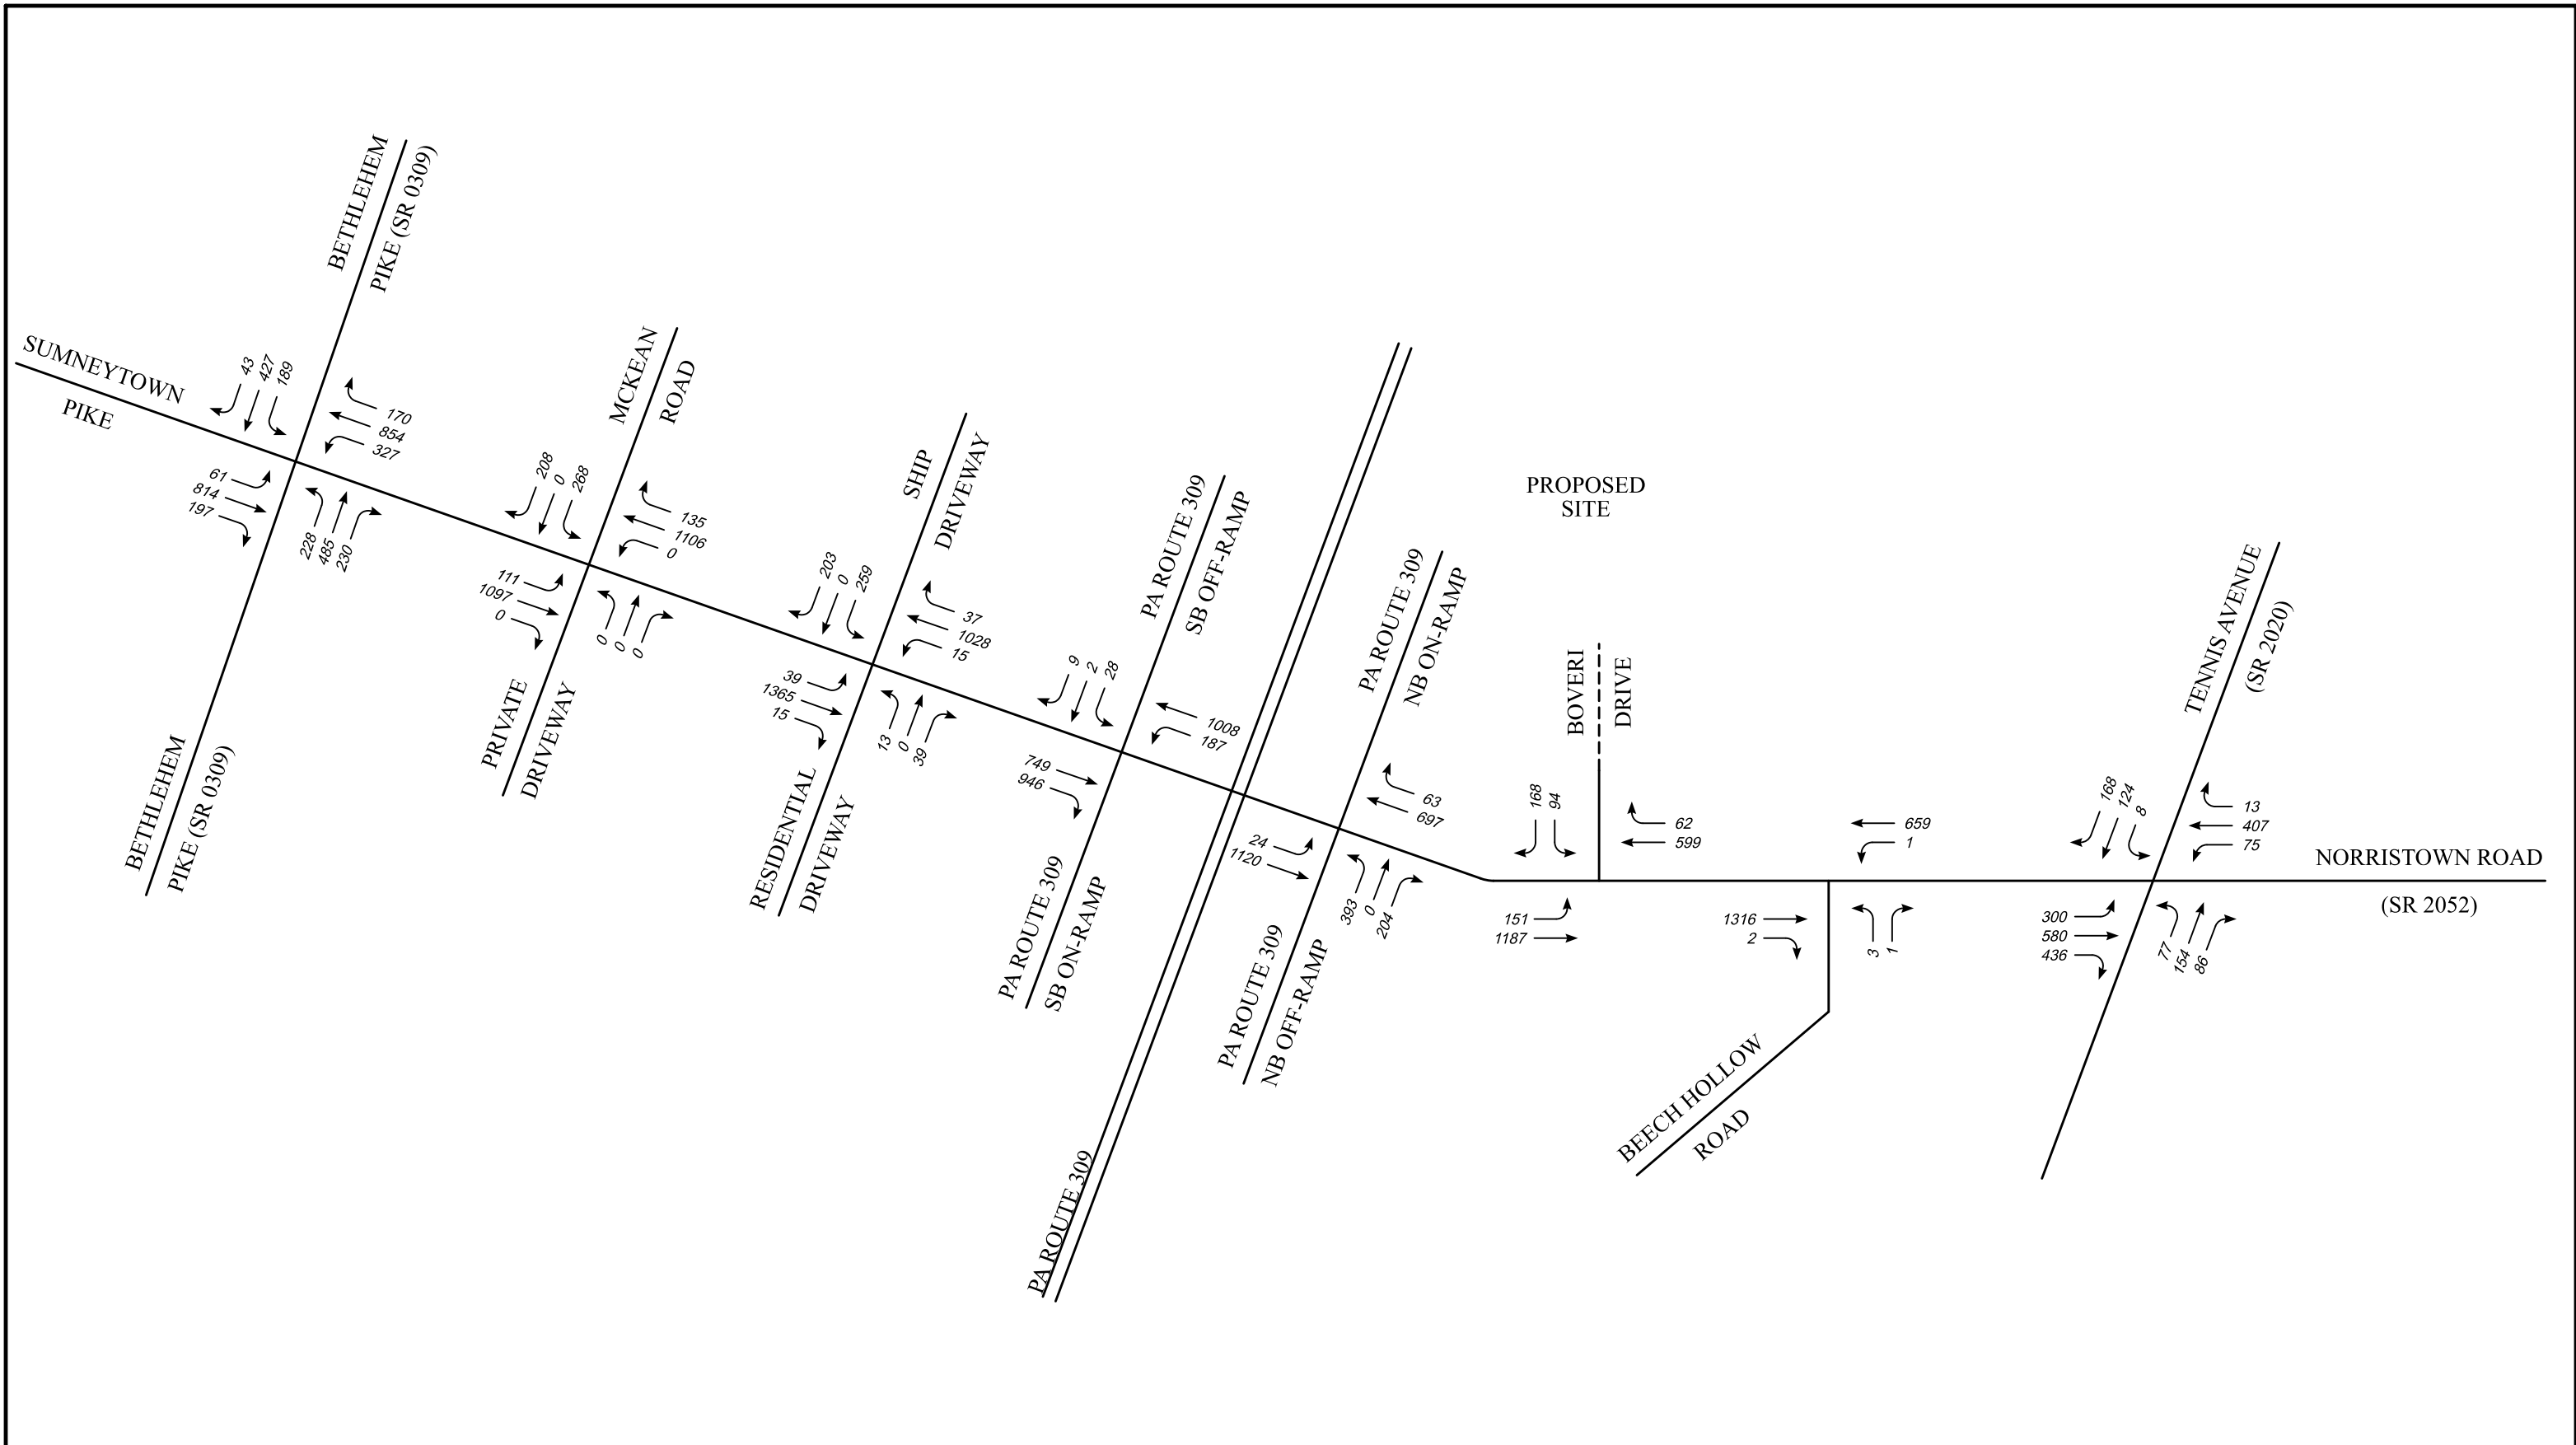 BETHLEHEM
PIKE (SR 0309)
SUMNEYTOWN
PIKE
43
427
189
170
854
327
61
814
197
228
485
230
BETHLEHEM
PIKE (SR 0309)
MCKEAN
ROAD
208
0
268
135
1106
0
111
1097
0
0
0
0
PRIVATE
DRIVEWAY
SHIP
DRIVEWAY
203
0
259
37
1028
15
39
1365
15
13
0
39
RESIDENTIAL
DRIVEWAY
PA ROUTE 309
SB OFF-RAMP
9
2
28
1008
187
749
946
PA ROUTE 309
SB ON-RAMP
PA ROUTE 309
PA ROUTE 309
NB ON-RAMP
63
697
24
1120
393
0
204
PA ROUTE 309
NB OFF-RAMP
PROPOSED
SITE
BOVERI
DRIVE
168
94
62
599
151
1187
659
1
1316
2
3
1
BEECH HOLLOW
ROAD
TENNIS AVENUE
(SR 2020)
168
124
8
13
407
75
300
580
436
77
154
86
NORRISTOWN ROAD
(SR 2052)